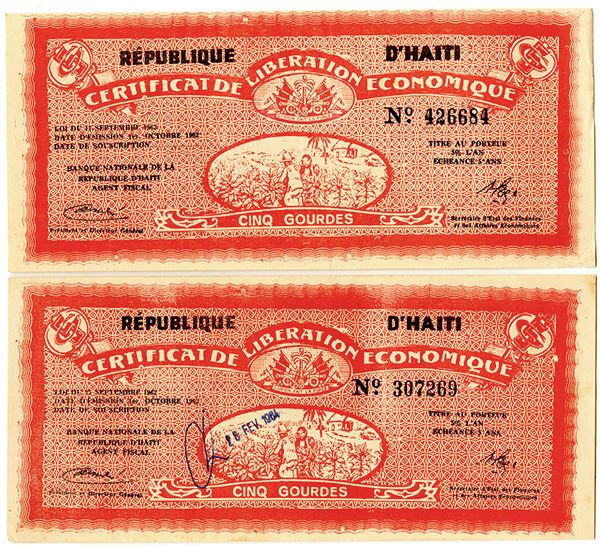 RÉPUBLIQUE D'HAITI
CERTIFICAT DE LIBERATION ECONOMIQUE
No. 426684
LOI DU 11 SEPTEMBRE 1962
DATE D'EMISSION 1er. OCTOBRE 1962
DATE DE SOUSCRIPTION
BANQUE NATIONALE DE LA
REPUBLIQUE D'HAITI
AGENT FISCAL
TITRE AU PORTEUR
5% L'AN
ECHEANCE 5 ANS
Président et Directeur Général
CINQ GOURDES
Secrétaire d'Etat des Finances
et des Affaires Economiques
RÉPUBLIQUE D'HAITI
CERTIFICAT DE LIBERATION ECONOMIQUE
No. 307269
LOI DU SEPTEMBRE 1962
DATE D'EMISSION 1er. OCTOBRE 1962
DATE DE SOUSCRIPTION
BANQUE NATIONALE DE LA
REPUBLIQUE D'HAITI
AGENT FISCAL
26 FEV. 1964
TITRE AU PORTEUR
5% L'AN
ECHEANCE 5 ANS
Président et Directeur Général
CINQ GOURDES
Secrétaire d'Etat des Finances
et des Affaires Economiques